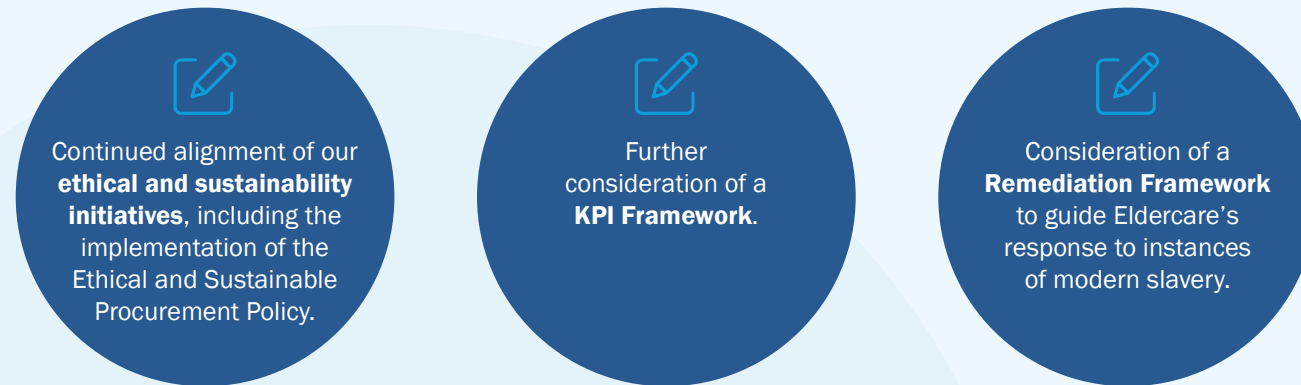 Continued alignment of our
ethical and sustainability
initiatives, including the
implementation of the
Ethical and Sustainable
Procurement Policy.
Further
consideration of a
KPI Framework.
Consideration of a
Remediation Framework
to guide Eldercare’s
response to instances
of modern slavery.